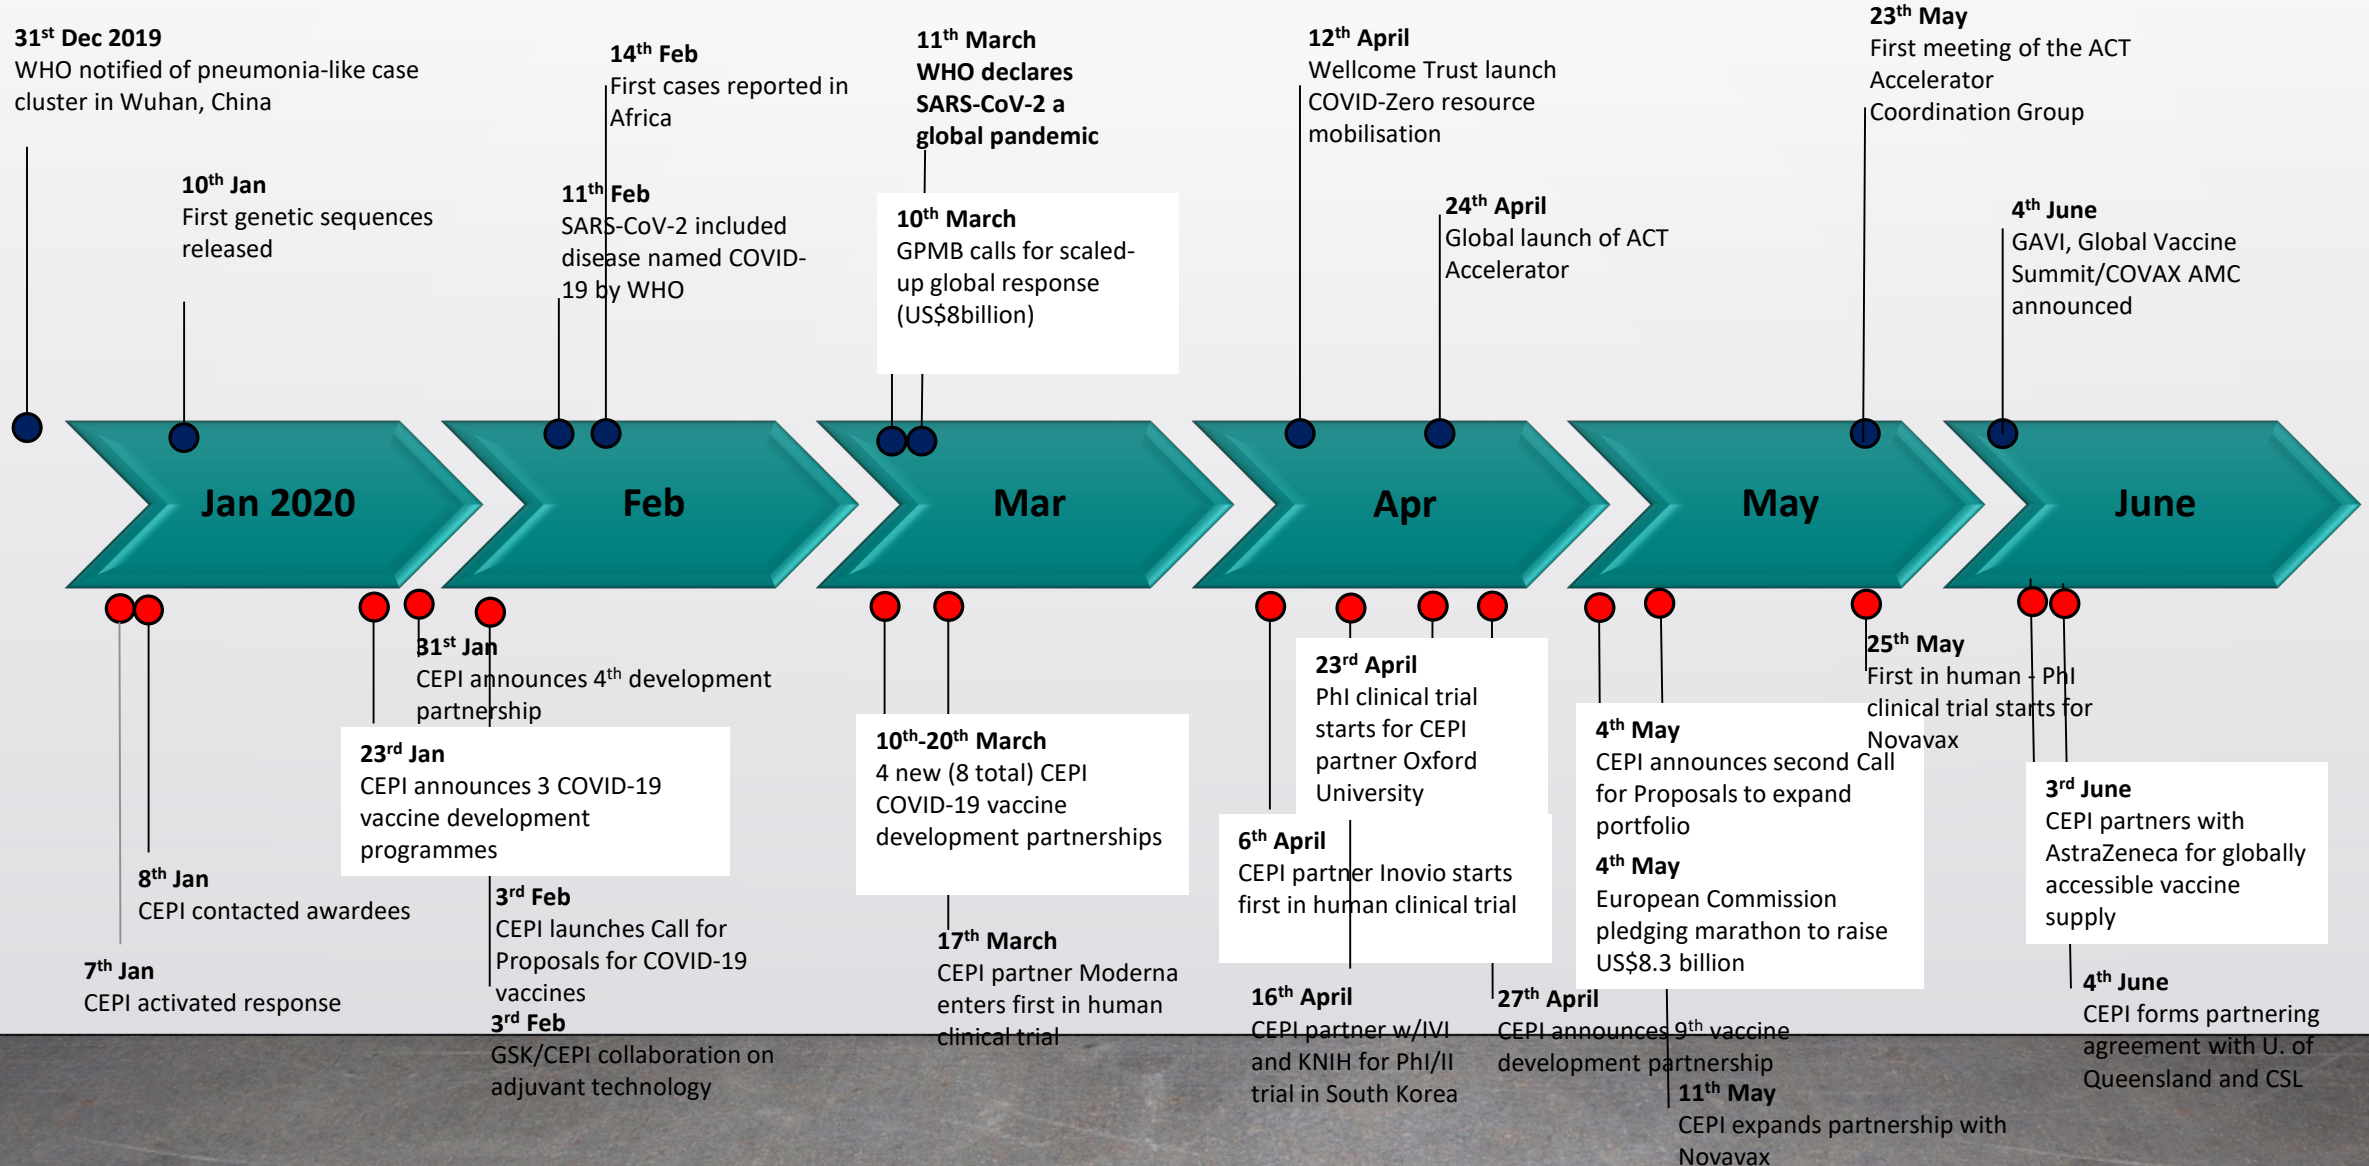 31st Dec 2019
WHO notified of pneumonia-like case
cluster in Wuhan, China
10th Jan
First genetic sequences
released
14th Feb
First cases reported in
Africa
11th Feb
SARS-CoV-2 included
disease named COVID-
19 by WHO
11th March
WHO declares
SARS-CoV-2 a
global pandemic
10th March
GPMB calls for scaled-
up global response
(US$8billion)
12th April
Wellcome Trust launch
COVID-Zero resource
mobilisation
24th April
Global launch of ACT
Accelerator
23th May
First meeting of the ACT
Accelerator
Coordination Group
4th June
GAVI, Global Vaccine
Summit/COVAX AMC
announced
Jan 2020
Feb
Mar
Apr
May
June
7th Jan
CEPI activated response
8th Jan
CEPI contacted awardees
23rd Jan
CEPI announces 3 COVID-19
vaccine development
programmes
31st Jan
CEPI announces 4th development
partnership
3rd Feb
CEPI launches Call for
Proposals for COVID-19
vaccines
3rd Feb
GSK/CEPI collaboration on
adjuvant technology
10th-20th March
4 new (8 total) CEPI
COVID-19 vaccine
development partnerships
17th March
CEPI partner Moderna
enters first in human
clinical trial
6th April
CEPI partner Inovio starts
first in human clinical trial
16th April
CEPI partner w/IVI
and KNIH for PhI/II
trial in South Korea
23rd April
PhI clinical trial
starts for CEPI
partner Oxford
University
27th April
CEPI announces 9th vaccine
development partnership
4th May
CEPI announces second Call
for Proposals to expand
portfolio
4th May
European Commission
pledging marathon to raise
US$8.3 billion
11th May
CEPI expands partnership with
Novavax
25th May
First in human - PhI
clinical trial starts for
Novavax
3rd June
CEPI partners with
AstraZeneca for globally
accessible vaccine
supply
4th June
CEPI forms partnering
agreement with U. of
Queensland and CSL